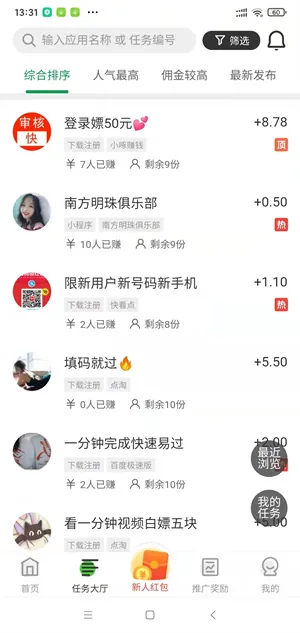 13:31
60
输入应用名称 或 任务编号
筛选
综合排序 人气最高 佣金较高 最新发布
审核
快
登录嫖50元💕 +8.78
下载注册 小啄赚钱 顶
¥ 7人已赚 剩余9份
南方明珠俱乐部 +0.50
小程序 南方明珠俱乐部 热
¥ 10人已赚 剩余9份
限新用户新号码新手机 +1.10
下载注册 快看点 热
¥ 2人已赚 剩余8份
填码就过🔥 +5.50
下载注册 点淘
¥ 0人已赚 剩余10份
一分钟完成快速易过 +2.00
下载注册 百度极速版
¥ 2人已赚 剩余10份
最近
浏览
我的
任务
看一分钟视频白嫖五块 +5.00
下载注册 点淘
首页 任务大厅 新人红包 推广奖励 我的